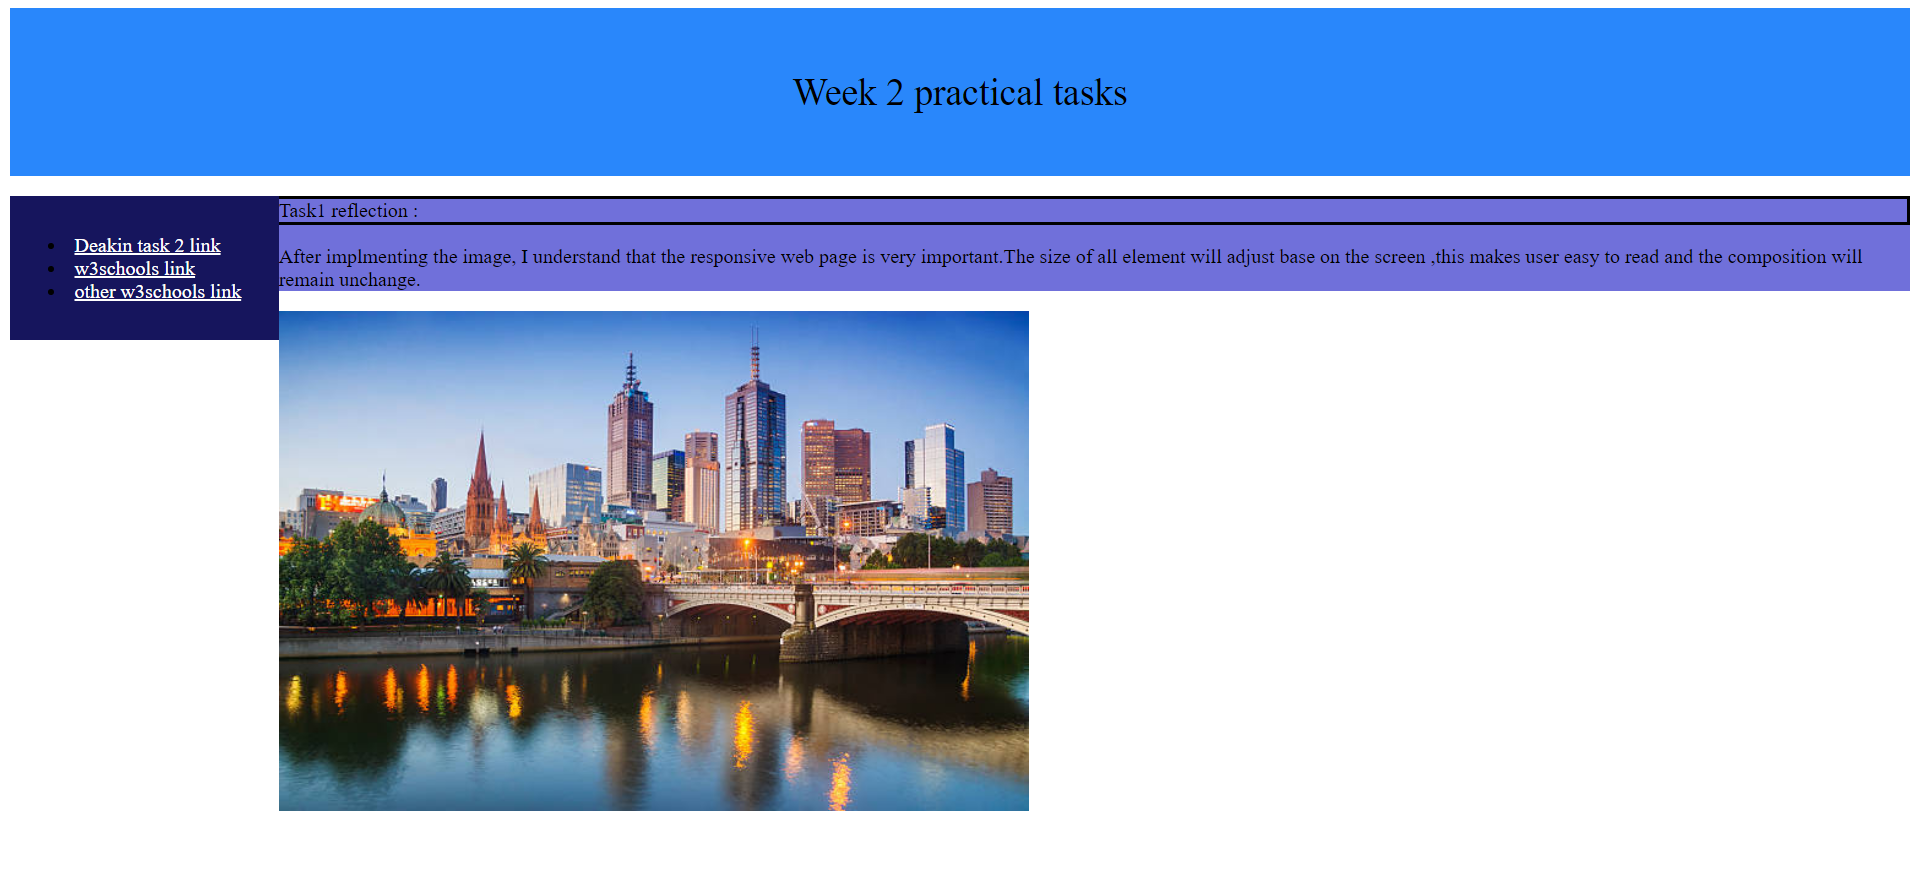 Week 2 practical tasks
Deakin task 2 link
w3schools link
other w3schools link
Task1 reflection :
After implmenting the image, I understand that the responsive web page is very important.The size of all element will adjust base on the screen ,this makes user easy to read and the composition will
remain unchange.